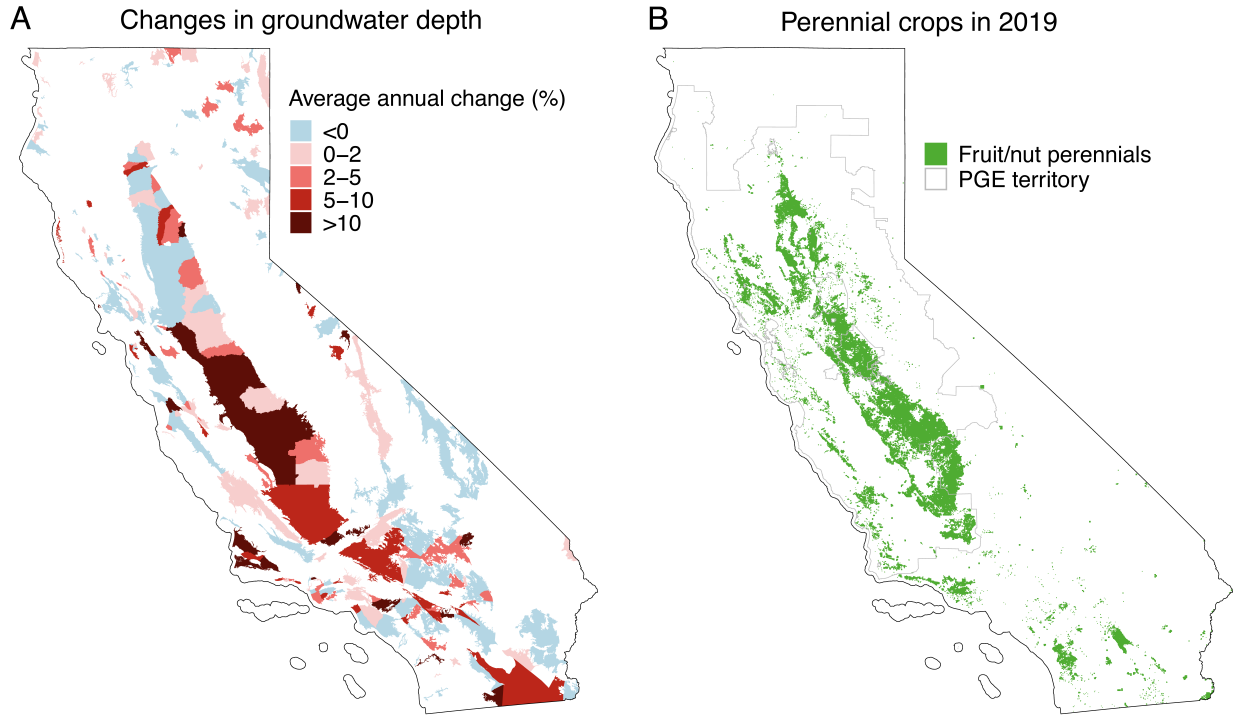 A
Changes in groundwater depth
Average annual change (%)
<0
0−2
2−5
5−10
>10
B
Perennial crops in 2019
Fruit/nut perennials
PGE territory